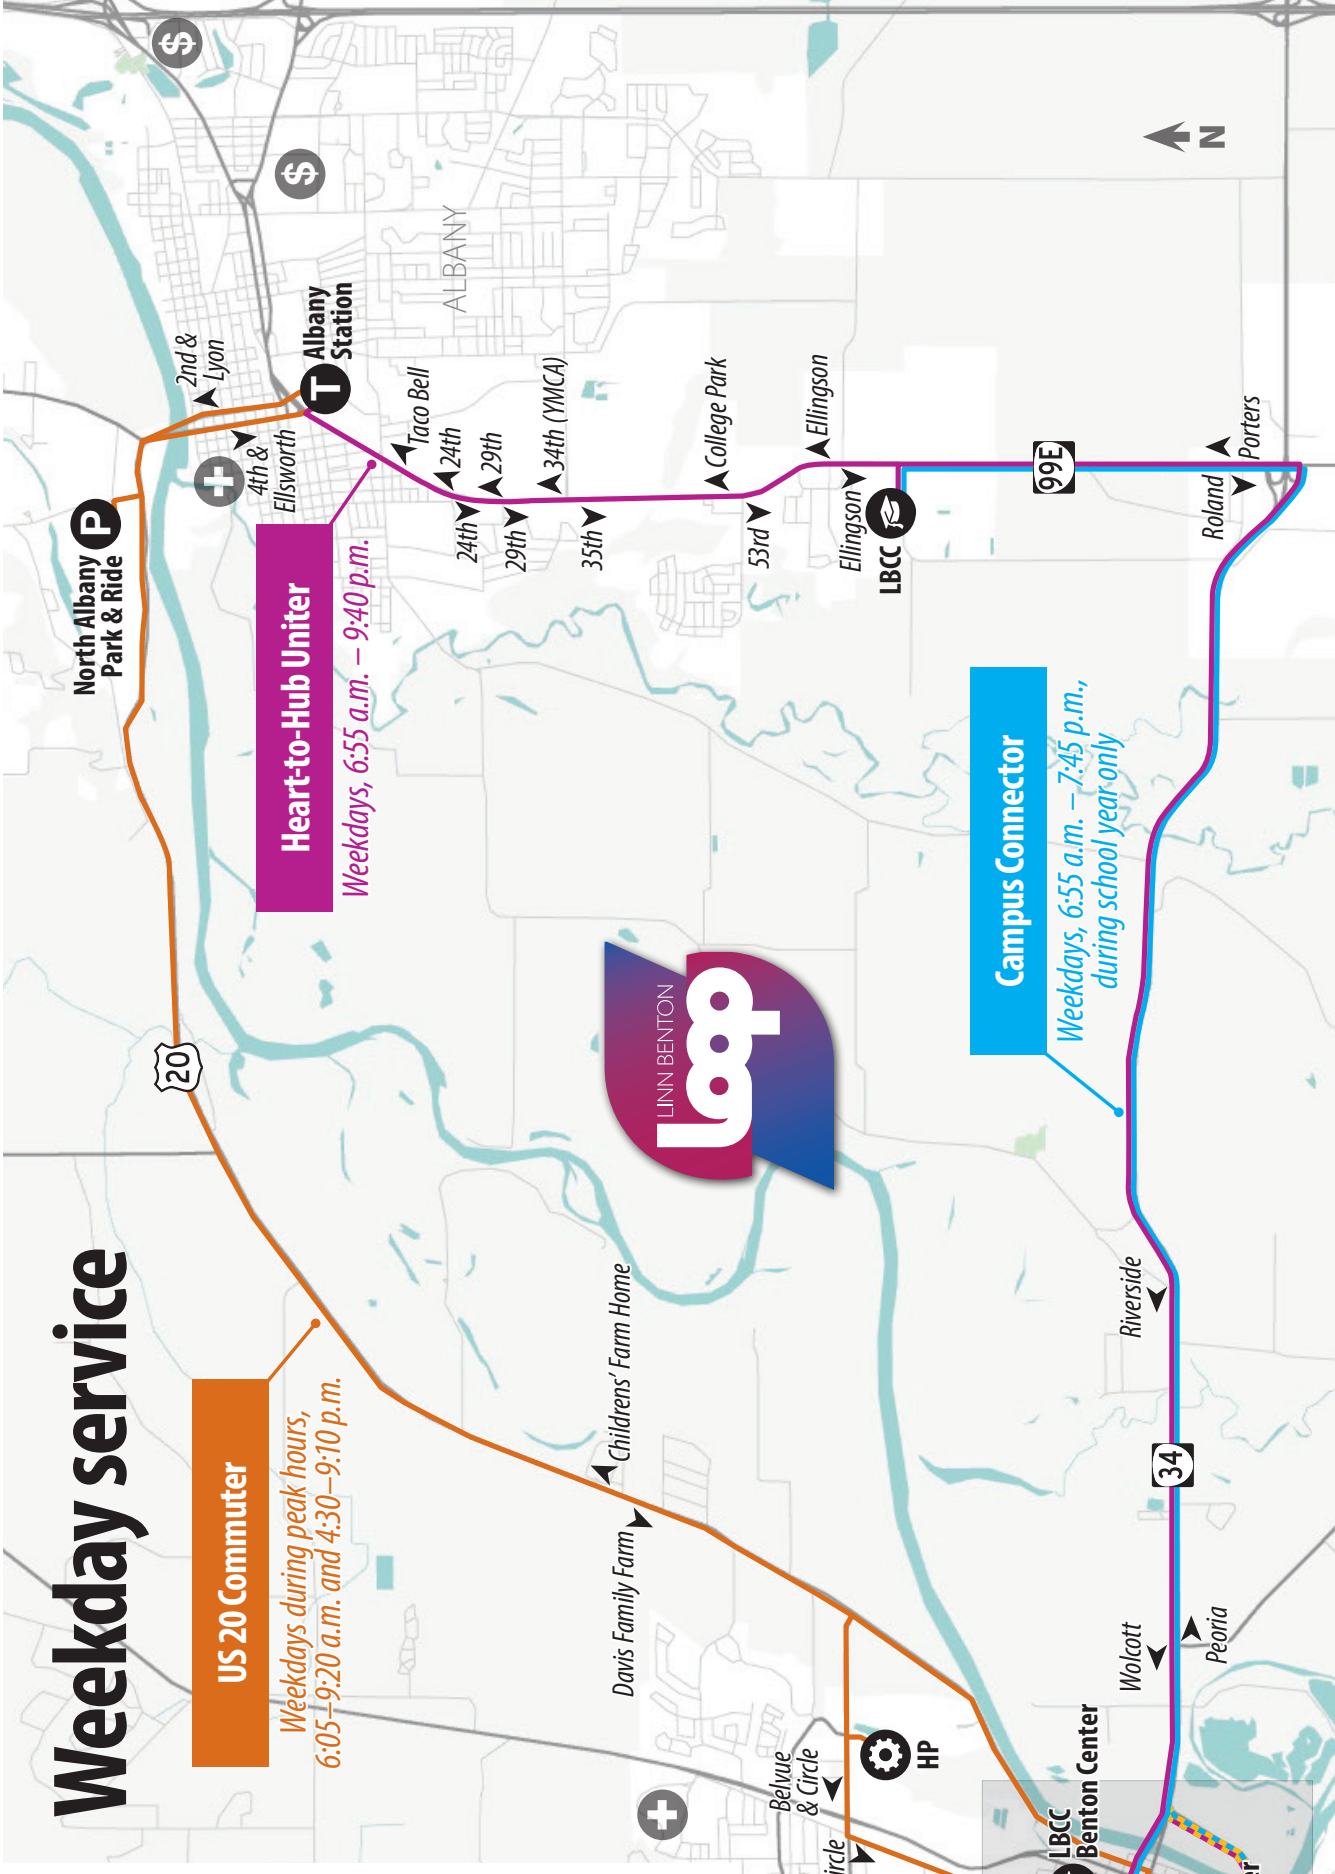 Weekday service
US 20 Commuter
Weekdays during peak hours,
6:05–9:20 a.m. and 4:30–9:10 p.m.
20
North Albany
Park & Ride
P
2nd &
Lyon
4th &
Ellsworth
$
$
T
Albany
Station
ALBANY
Heart-to-Hub Uniter
Weekdays, 6:55 a.m. – 9:40 p.m.
Taco Bell
24th
24th
29th
29th
34th (YMCA)
35th
College Park
53rd
Ellingson
Ellingson
LBCC
99E
Porters
Roland
N
LINN BENTON
Loop
Campus Connector
Weekdays, 6:55 a.m. – 7:45 p.m.,
during school year only
Childrens' Farm Home
Davis Family Farm
Riverside
34
Wolcott
Peoria
Belvue
& Circle
HP
ircle
LBCC
Benton Center
er